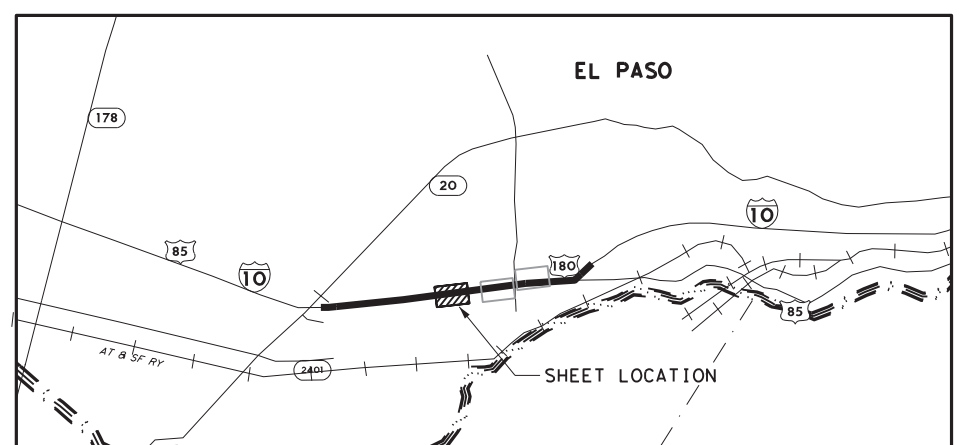 EL PASO
178
20
10
85
10
180
85
AT & SF RY
2401
SHEET LOCATION